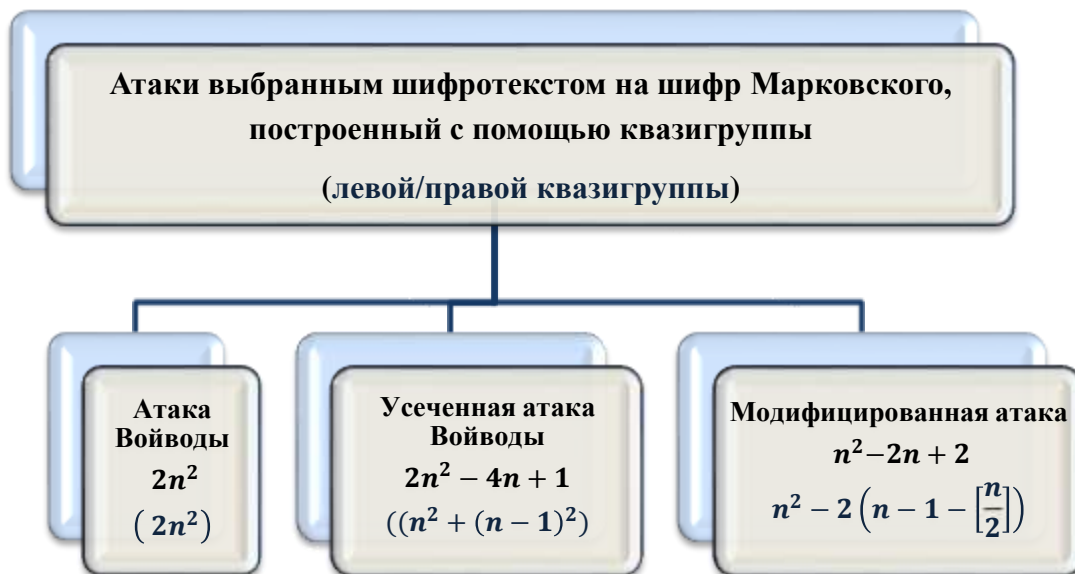 Атаки выбранным шифротекстом на шифр Марковского,
построенный с помощью квазигруппы
(левой/правой квазигруппы)
Атака
Войводы
2n²
( 2n²)
Усеченная атака
Войводы
2n² − 4n + 1
((n² + (n − 1)²)
Модифицированная атака
n²−2n + 2
n² − 2 (n − 1 − [n/2])